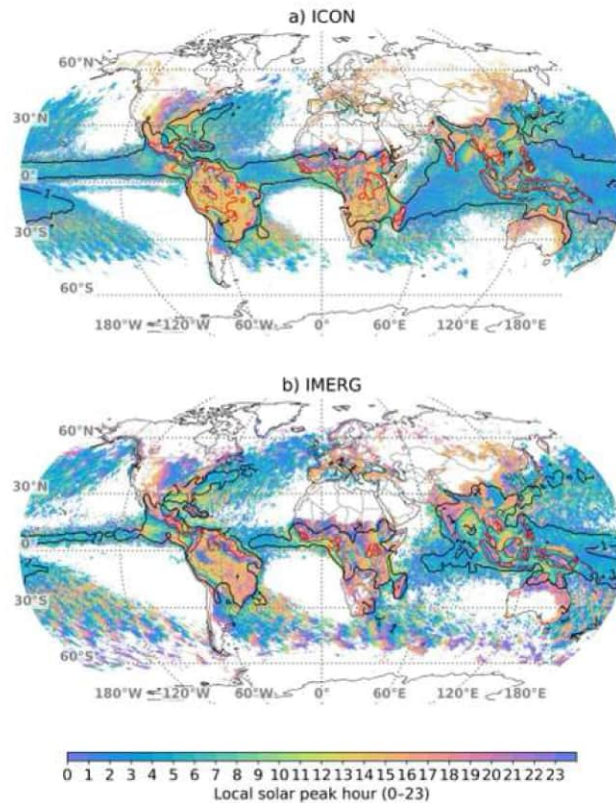 a) ICON
60°N
30°N
0°
30°S
60°S
180°W 120°W 60°W 0° 60°E 120°E 180°E
b) IMERG
60°N
30°N
0°
30°S
60°S
180°W 120°W 60°W 0° 60°E 120°E 180°E
0 1 2 3 4 5 6 7 8 9 10 11 12 13 14 15 16 17 18 19 20 21 22 23
Local solar peak hour (0–23)